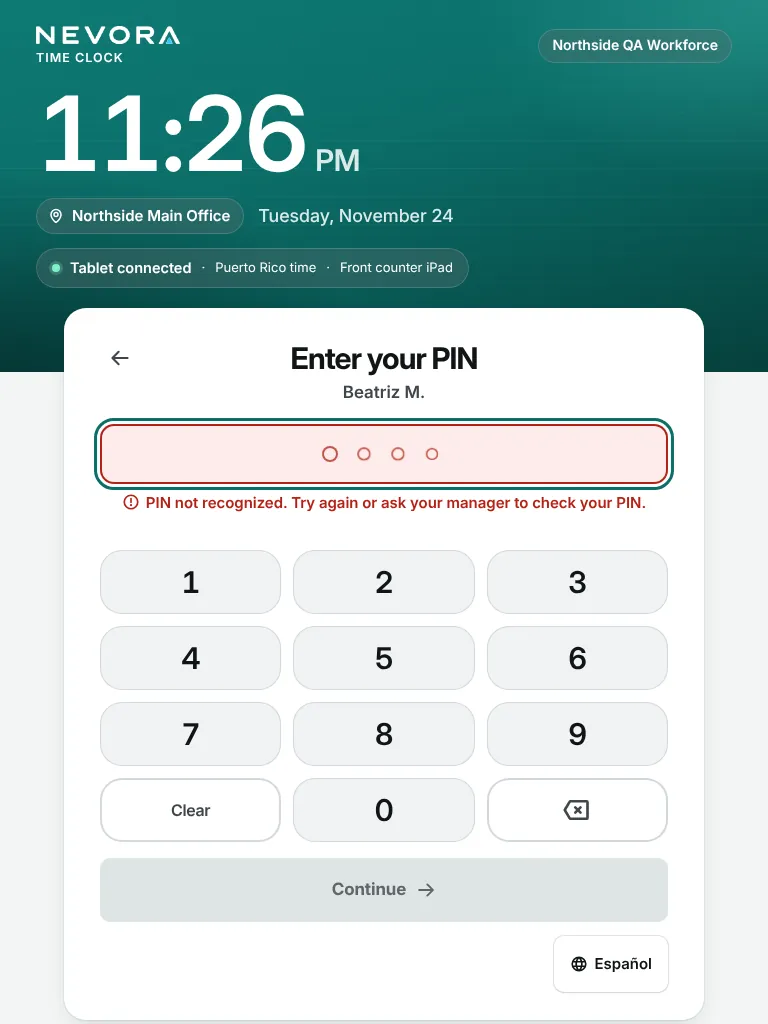 NEVORA
TIME CLOCK
Northside QA Workforce
11:26 PM
Northside Main Office
Tuesday, November 24
Tablet connected · Puerto Rico time · Front counter iPad
Enter your PIN
Beatriz M.
PIN not recognized. Try again or ask your manager to check your PIN.
1 2 3
4 5 6
7 8 9
Clear 0
Continue →
Español